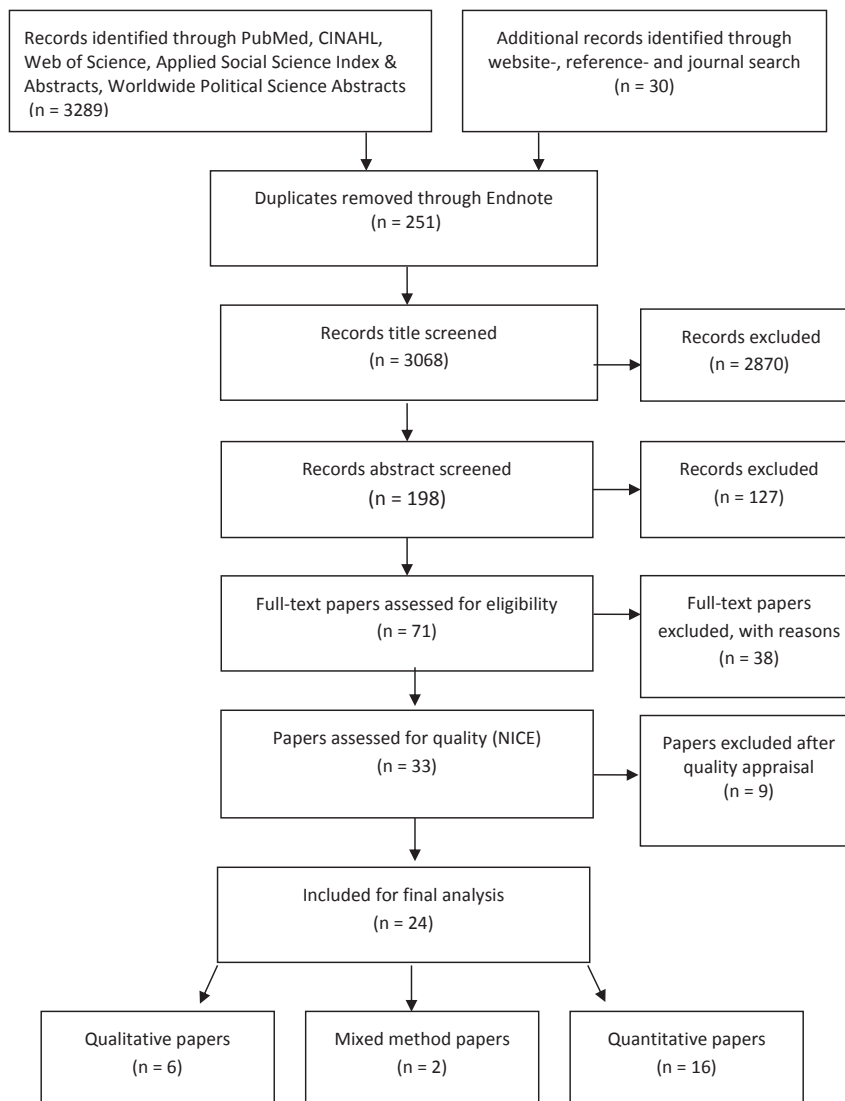 Records identified through PubMed, CINAHL,
Web of Science, Applied Social Science Index &
Abstracts, Worldwide Political Science Abstracts
(n = 3289)
Additional records identified through
website-, reference- and journal search
(n = 30)
Duplicates removed through Endnote
(n = 251)
Records title screened
(n = 3068)
Records excluded
(n = 2870)
Records abstract screened
(n = 198)
Records excluded
(n = 127)
Full-text papers assessed for eligibility
(n = 71)
Full-text papers
excluded, with reasons
(n = 38)
Papers assessed for quality (NICE)
(n = 33)
Papers excluded after
quality appraisal
(n = 9)
Included for final analysis
(n = 24)
Qualitative papers
(n = 6)
Mixed method papers
(n = 2)
Quantitative papers
(n = 16)